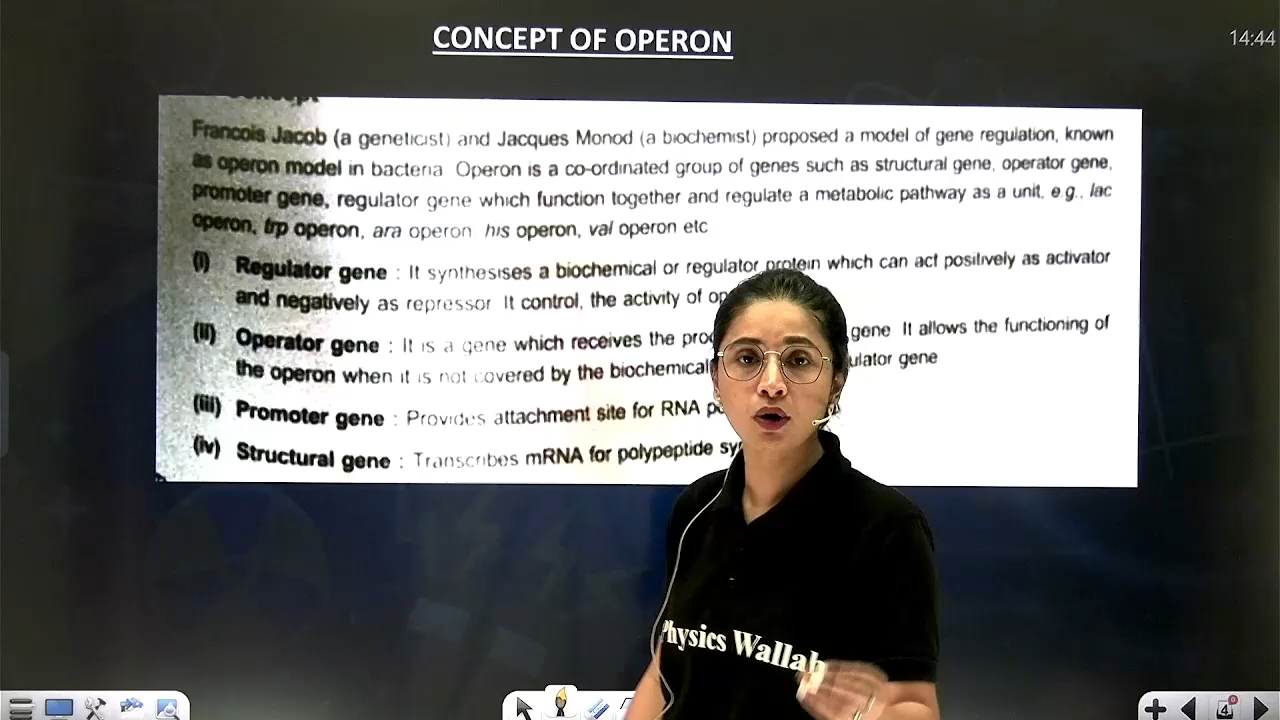 CONCEPT OF OPERON
14:44
Concept
Francois Jacob (a geneticist) and Jacques Monod (a biochemist) proposed a model of gene regulation, known
as operon model in bacteria Operon is a co-ordinated group of genes such as structural gene, operator gene,
promoter gene, regulator gene which function together and regulate a metabolic pathway as a unit, e.g., lac
operon, trp operon, ara operon his operon, val operon etc
(i) Regulator gene : It synthesises a biochemical or regulator protein which can act positively as activator
and negatively as repressor It control, the activity of op
(ii) Operator gene : It is a gene which receives the pro gene It allows the functioning of
the operon when it is not covered by the biochemical ulator gene
(iii) Promoter gene : Provides attachment site for RNA p
(iv) Structural gene : Transcribes mRNA for polypeptide sy
Physics Wallah
4